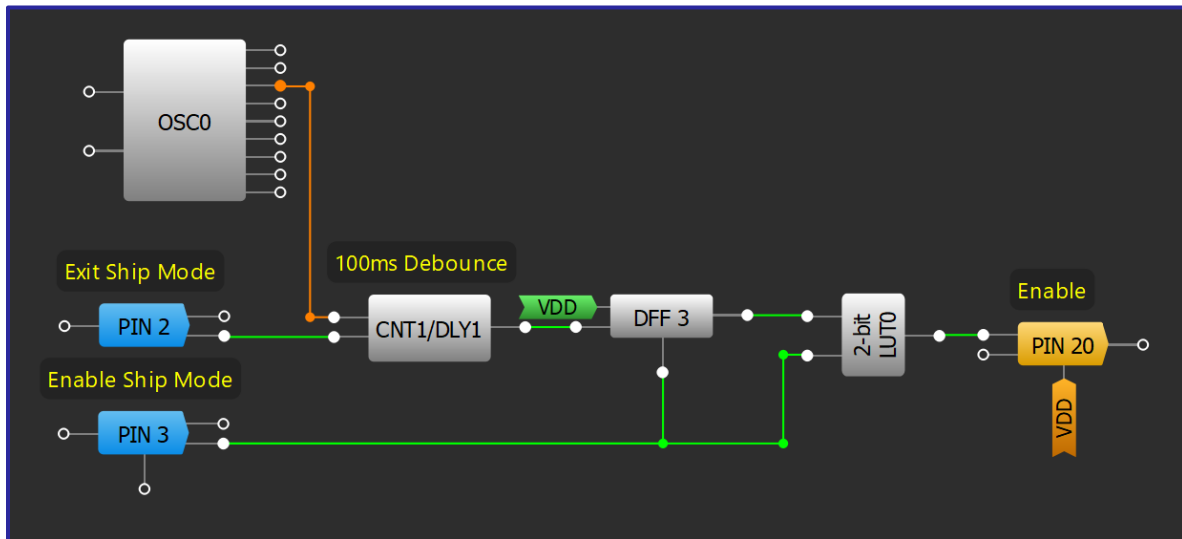 OSC0
Exit Ship Mode
100ms Debounce
Enable
PIN 2
CNT1/DLY1
VDD
DFF 3
2-bit
LUT0
PIN 20
Enable Ship Mode
PIN 3
VDD